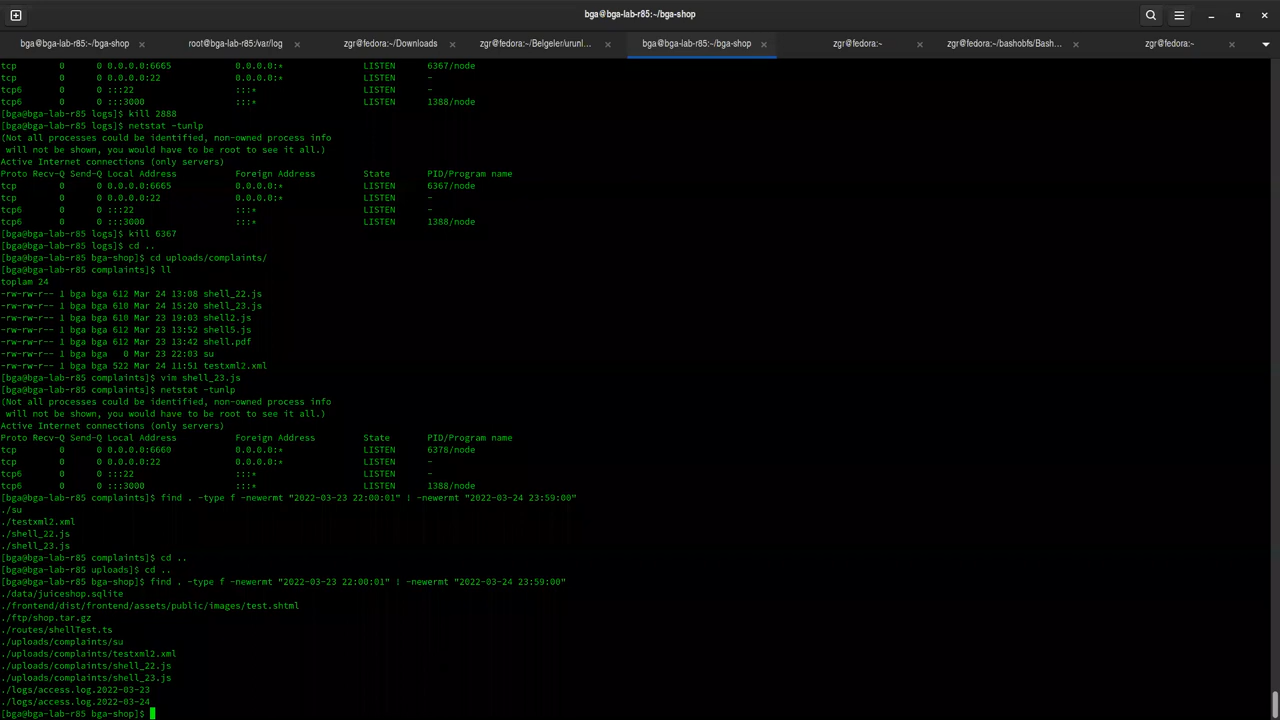 bga@bga-lab-r85:~/bga-shop
bga@bga-lab-r85:~/bga-shop × root@bga-lab-r85:/var/log × zgr@fedora:~/Downloads × zgr@fedora:~/Belgeler/urunl... × bga@bga-lab-r85:~/bga-shop × zgr@fedora:~ × zgr@fedora:~/bashobfs/Bash... × zgr@fedora:~ ×
tcp 0 0 0.0.0.0:6665 0.0.0.0:* LISTEN 6367/node
tcp 0 0 0.0.0.0:22 0.0.0.0:* LISTEN -
tcp6 0 0 :::22 :::* LISTEN -
tcp6 0 0 :::3000 :::* LISTEN 1388/node
[bga@bga-lab-r85 logs]$ kill 2888
[bga@bga-lab-r85 logs]$ netstat -tunlp
(Not all processes could be identified, non-owned process info
will not be shown, you would have to be root to see it all.)
Active Internet connections (only servers)
Proto Recv-Q Send-Q Local Address Foreign Address State PID/Program name
tcp 0 0 0.0.0.0:6665 0.0.0.0:* LISTEN 6367/node
tcp 0 0 0.0.0.0:22 0.0.0.0:* LISTEN -
tcp6 0 0 :::22 :::* LISTEN -
tcp6 0 0 :::3000 :::* LISTEN 1388/node
[bga@bga-lab-r85 logs]$ kill 6367
[bga@bga-lab-r85 logs]$ cd ..
[bga@bga-lab-r85 bga-shop]$ cd uploads/complaints/
[bga@bga-lab-r85 complaints]$ ll
toplam 24
-rw-rw-r-- 1 bga bga 612 Mar 24 13:08 shell_22.js
-rw-rw-r-- 1 bga bga 610 Mar 24 15:20 shell_23.js
-rw-rw-r-- 1 bga bga 610 Mar 23 19:03 shell2.js
-rw-rw-r-- 1 bga bga 612 Mar 23 13:52 shell5.js
-rw-rw-r-- 1 bga bga 612 Mar 23 13:42 shell.pdf
-rw-rw-r-- 1 bga bga 0 Mar 23 22:03 su
-rw-rw-r-- 1 bga bga 522 Mar 24 11:51 testxml2.xml
[bga@bga-lab-r85 complaints]$ vim shell_23.js
[bga@bga-lab-r85 complaints]$ netstat -tunlp
(Not all processes could be identified, non-owned process info
will not be shown, you would have to be root to see it all.)
Active Internet connections (only servers)
Proto Recv-Q Send-Q Local Address Foreign Address State PID/Program name
tcp 0 0 0.0.0.0:6660 0.0.0.0:* LISTEN 6378/node
tcp 0 0 0.0.0.0:22 0.0.0.0:* LISTEN -
tcp6 0 0 :::22 :::* LISTEN -
tcp6 0 0 :::3000 :::* LISTEN 1388/node
[bga@bga-lab-r85 complaints]$ find . -type f -newermt "2022-03-23 22:00:01" ! -newermt "2022-03-24 23:59:00"
./su
./testxml2.xml
./shell_22.js
./shell_23.js
[bga@bga-lab-r85 complaints]$ cd ..
[bga@bga-lab-r85 uploads]$ cd ..
[bga@bga-lab-r85 bga-shop]$ find . -type f -newermt "2022-03-23 22:00:01" ! -newermt "2022-03-24 23:59:00"
./data/juiceshop.sqlite
./frontend/dist/frontend/assets/public/images/test.shtml
./ftp/shop.tar.gz
./routes/shellTest.ts
./uploads/complaints/su
./uploads/complaints/testxml2.xml
./uploads/complaints/shell_22.js
./uploads/complaints/shell_23.js
./logs/access.log.2022-03-23
./logs/access.log.2022-03-24
[bga@bga-lab-r85 bga-shop]$